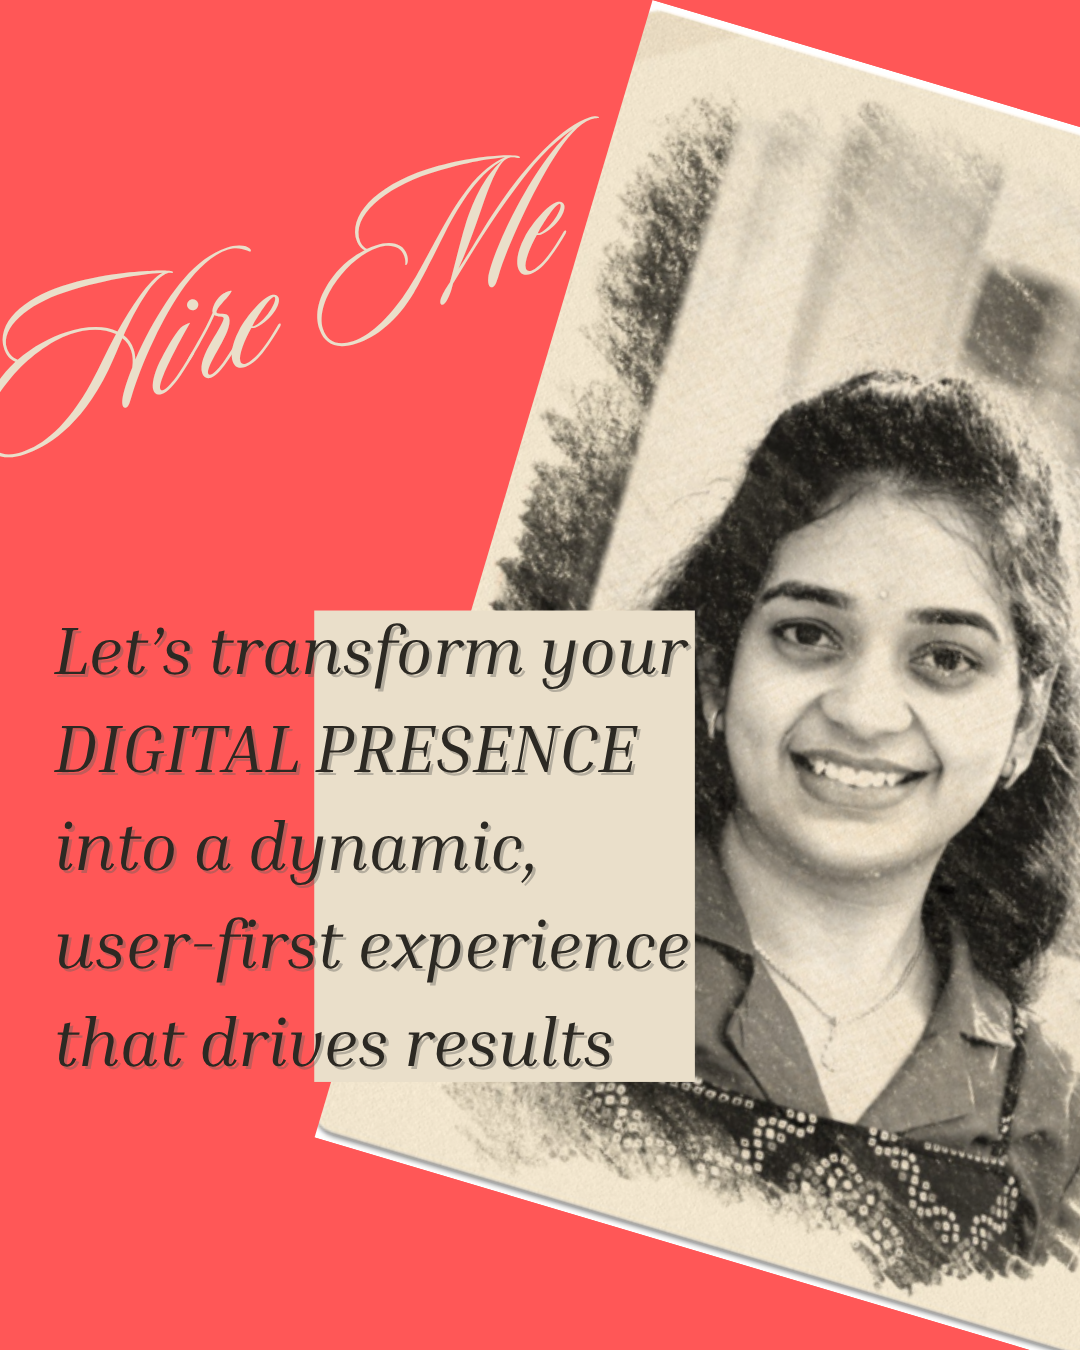 Hire Me
Let’s transform your
DIGITAL PRESENCE
into a dynamic,
user-first experience
that drives results